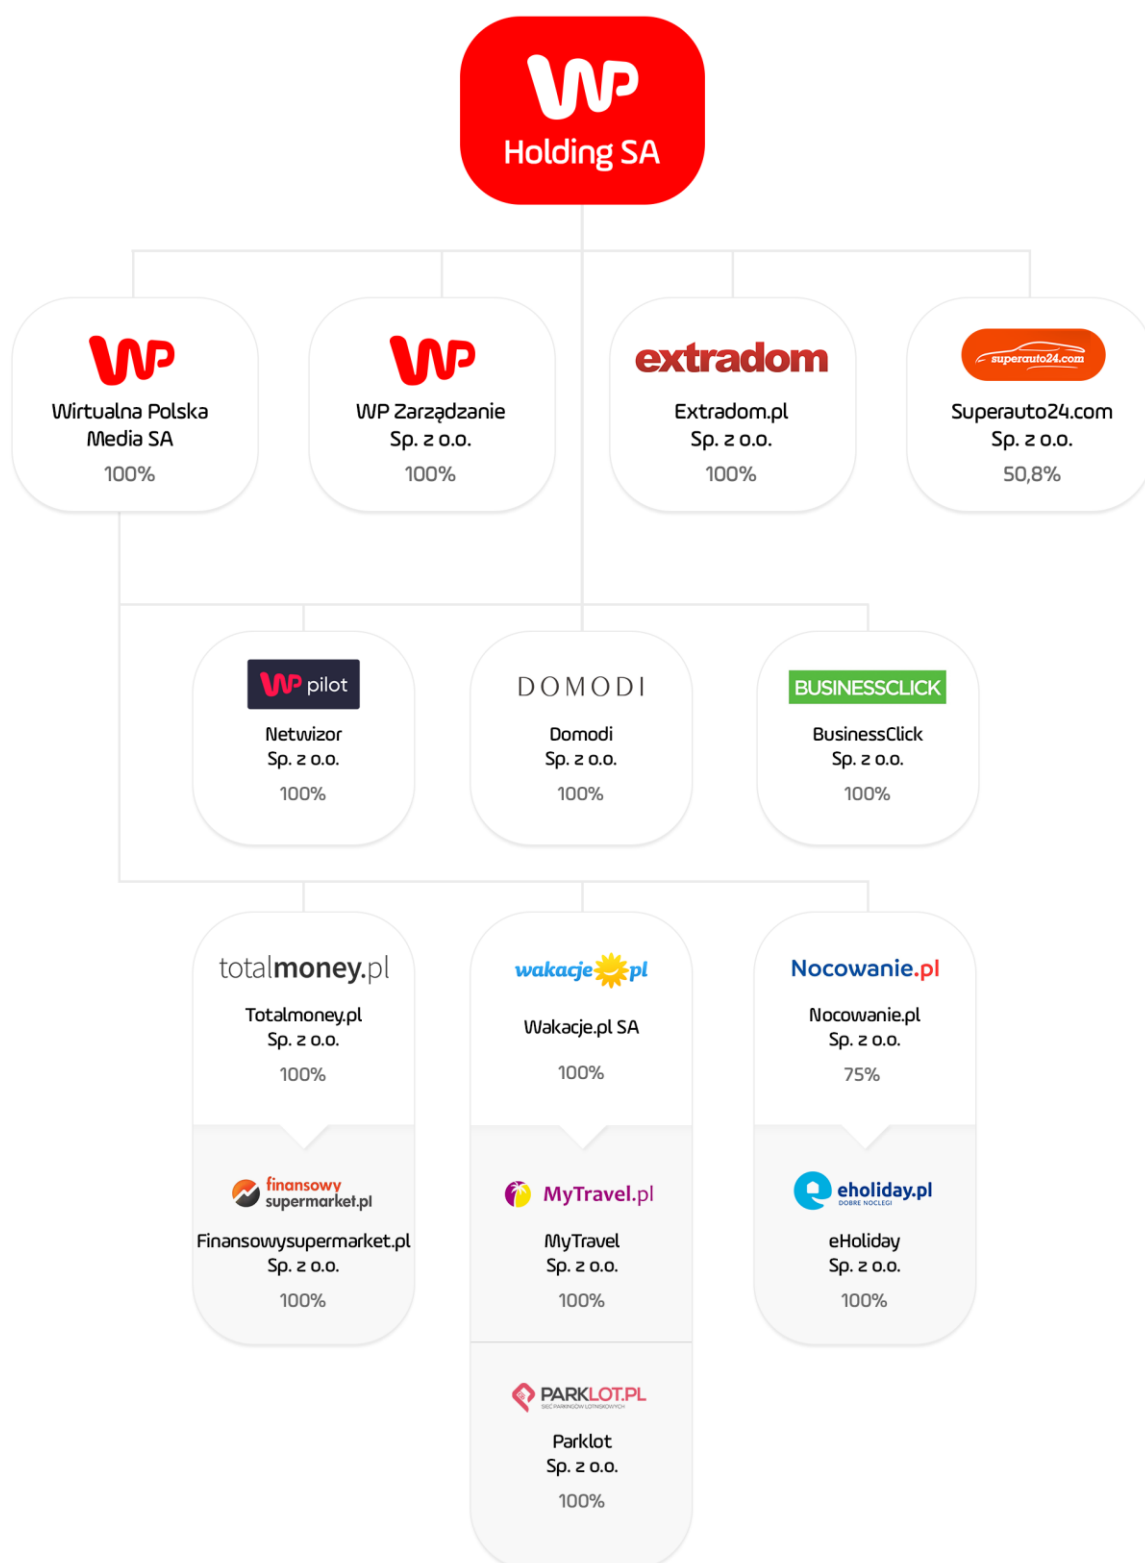 WP
Holding SA
WP
Wirtualna Polska
Media SA
100%
WP
WP Zarządzanie
Sp. z o.o.
100%
extradom
Extradom.pl
Sp. z o.o.
100%
superauto24.com
Superauto24.com
Sp. z o.o.
50,8%
WP pilot
Netwizor
Sp. z o.o.
100%
DOMODI
Domodi
Sp. z o.o.
100%
BUSINESSCLICK
BusinessClick
Sp. z o.o.
100%
totalmoney.pl
Totalmoney.pl
Sp. z o.o.
100%
wakacje.pl
Wakacje.pl SA
100%
Nocowanie.pl
Nocowanie.pl
Sp. z o.o.
75%
finansowy
supermarket.pl
Finansowysupermarket.pl
Sp. z o.o.
100%
MyTravel.pl
MyTravel
Sp. z o.o.
100%
eholiday.pl
DOBRE NOCLEGI
eHoliday
Sp. z o.o.
100%
PARKLOT.PL
SIEĆ PARKINGÓW LOTNISKOWYCH
Parklot
Sp. z o.o.
100%